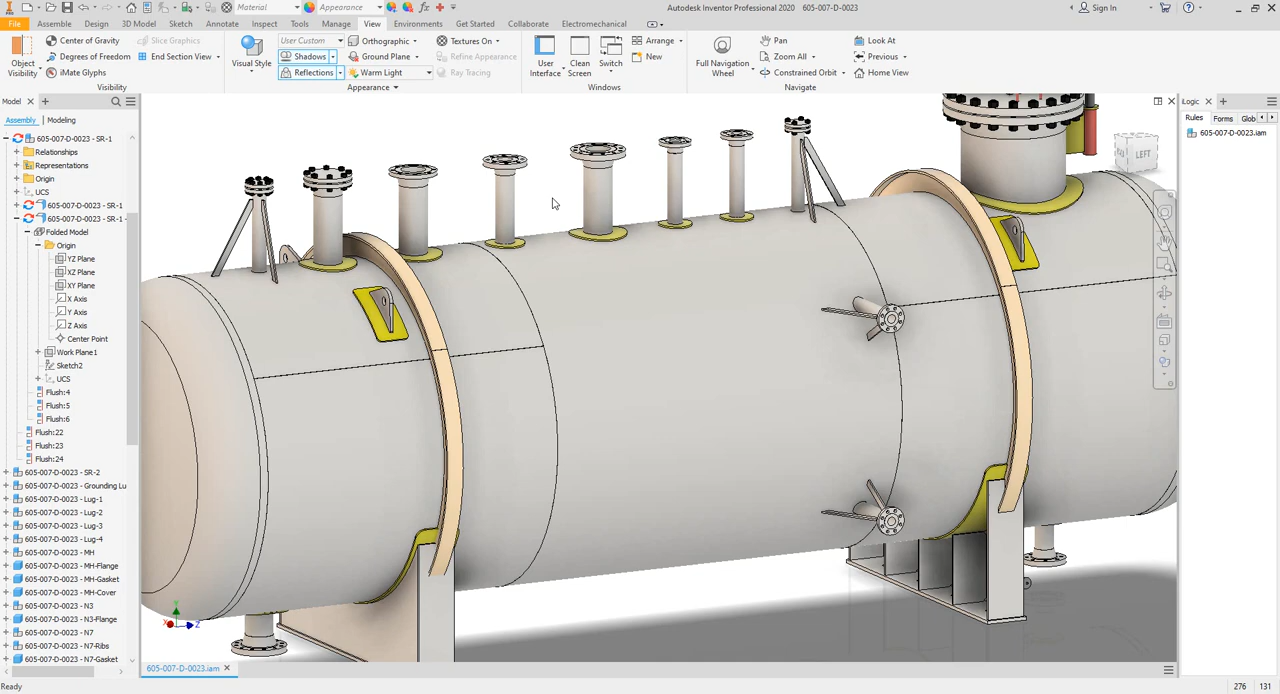 Material
Appearance
Autodesk Inventor Professional 2020 605-007-D-0023
Sign In
File Assembly Design 3D Model Sketch Annotate Inspect Tools Manage View Environments Get Started Collaborate Electromechanical
Object Visibility
Center of Gravity
Degrees of Freedom
iMate Glyphs
Slice Graphics
End Section View
Visibility
Visual Style
User Custom
Shadows
Reflections
Orthographic
Ground Plane
Warm Light
Textures On
Refine Appearance
Ray Tracing
Appearance
User Interface
Clean Screen
Switch
Arrange
New
Windows
Full Navigation Wheel
Pan
Zoom All
Constrained Orbit
Look At
Previous
Home View
Navigate
Model
Assembly Modeling
605-007-D-0023 - SR-1
Relationships
Representations
Origin
UCS
605-007-D-0023 - SR-1
605-007-D-0023 - SR-1 -
Folded Model
Origin
YZ Plane
XZ Plane
XY Plane
X Axis
Y Axis
Z Axis
Center Point
Work Plane1
Sketch2
UCS
Flush:4
Flush:5
Flush:6
Flush:22
Flush:23
Flush:24
605-007-D-0023 - SR-2
605-007-D-0023 - Grounding Lu
605-007-D-0023 - Lug-1
605-007-D-0023 - Lug-2
605-007-D-0023 - Lug-3
605-007-D-0023 - Lug-4
605-007-D-0023 - MH
605-007-D-0023 - MH-Flange
605-007-D-0023 - MH-Gasket
605-007-D-0023 - MH-Cover
605-007-D-0023 - N3
605-007-D-0023 - N3-Flange
605-007-D-0023 - N7
605-007-D-0023 - N7-Ribs
605-007-D-0023 - N7-Gasket
LEFT
X
Y
Z
iLogic
Rules Forms Glob
605-007-D-0023.iam
605-007-D-0023.iam
Ready
276 131